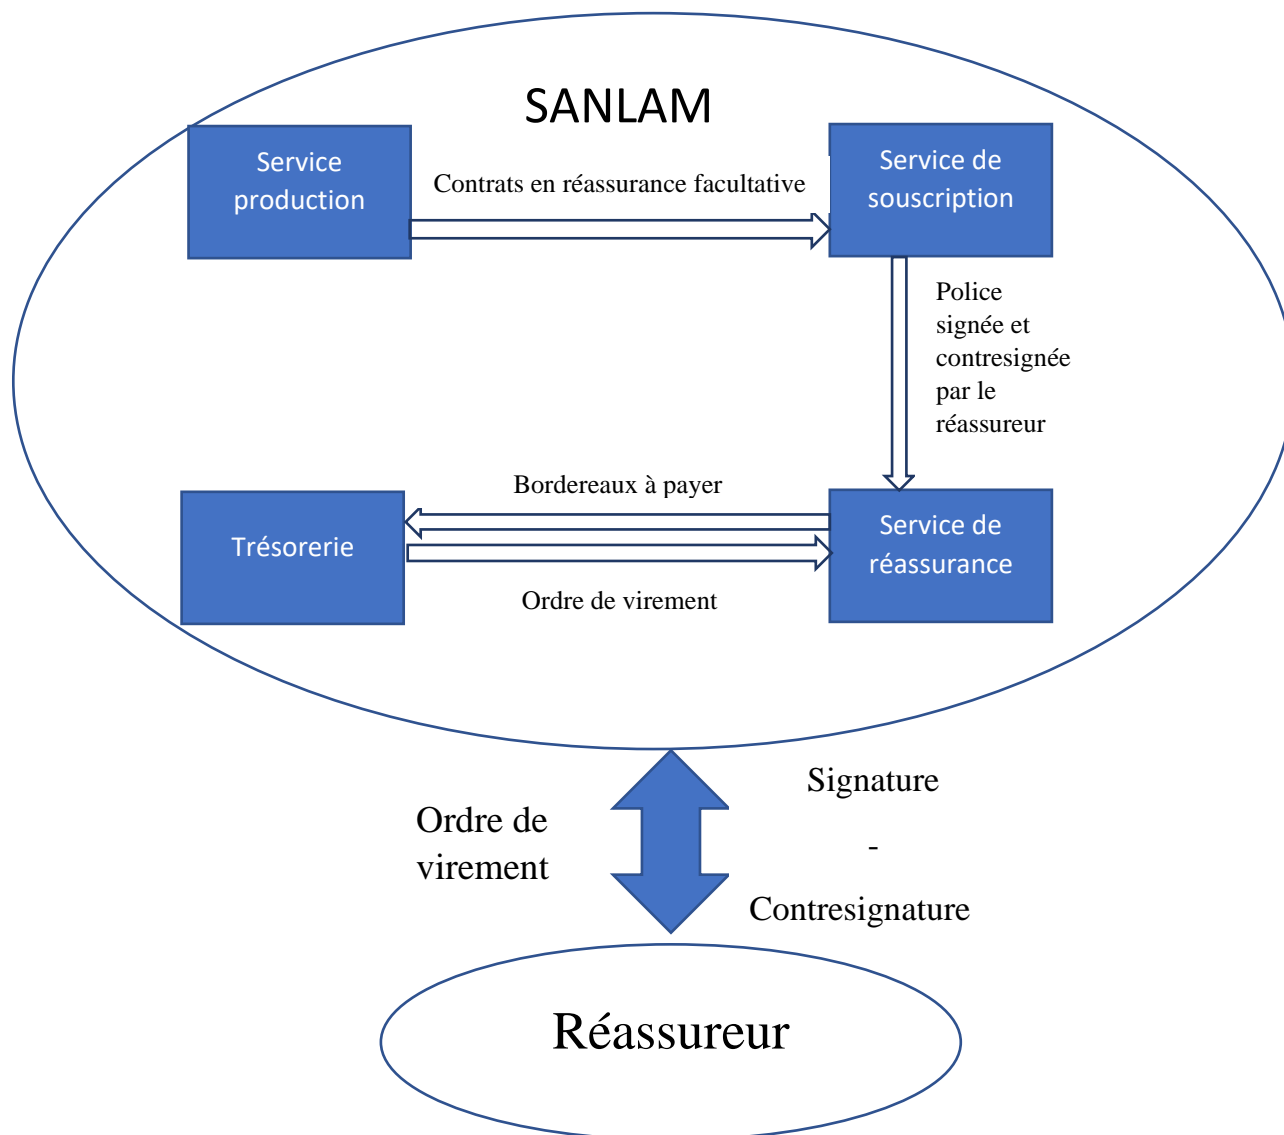 SANLAM
Service
production
Contrats en réassurance facultative
Service de
souscription
Police
signée et
contresignée
par le
réassureur
Bordereaux à payer
Trésorerie
Service de
réassurance
Ordre de virement
Ordre de
virement
Signature
-
Contresignature
Réassureur